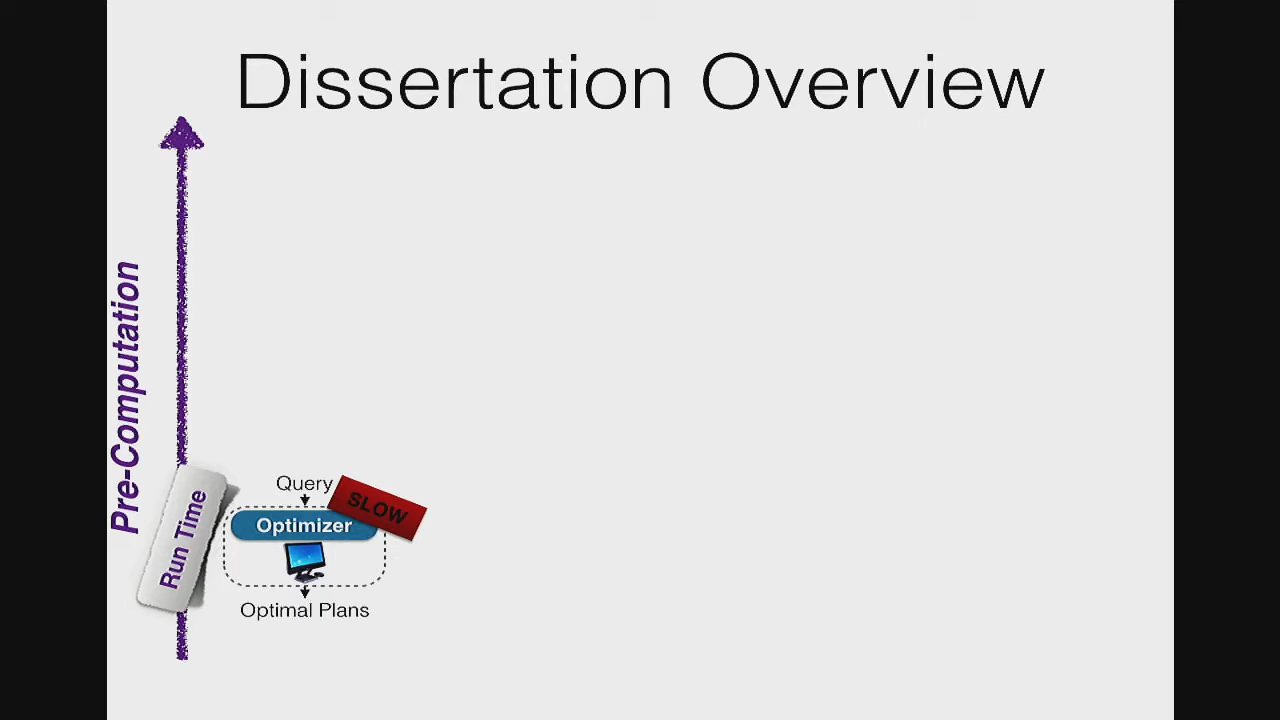 Dissertation Overview
Pre-Computation
Run Time
Query
SLOW
Optimizer
Optimal Plans